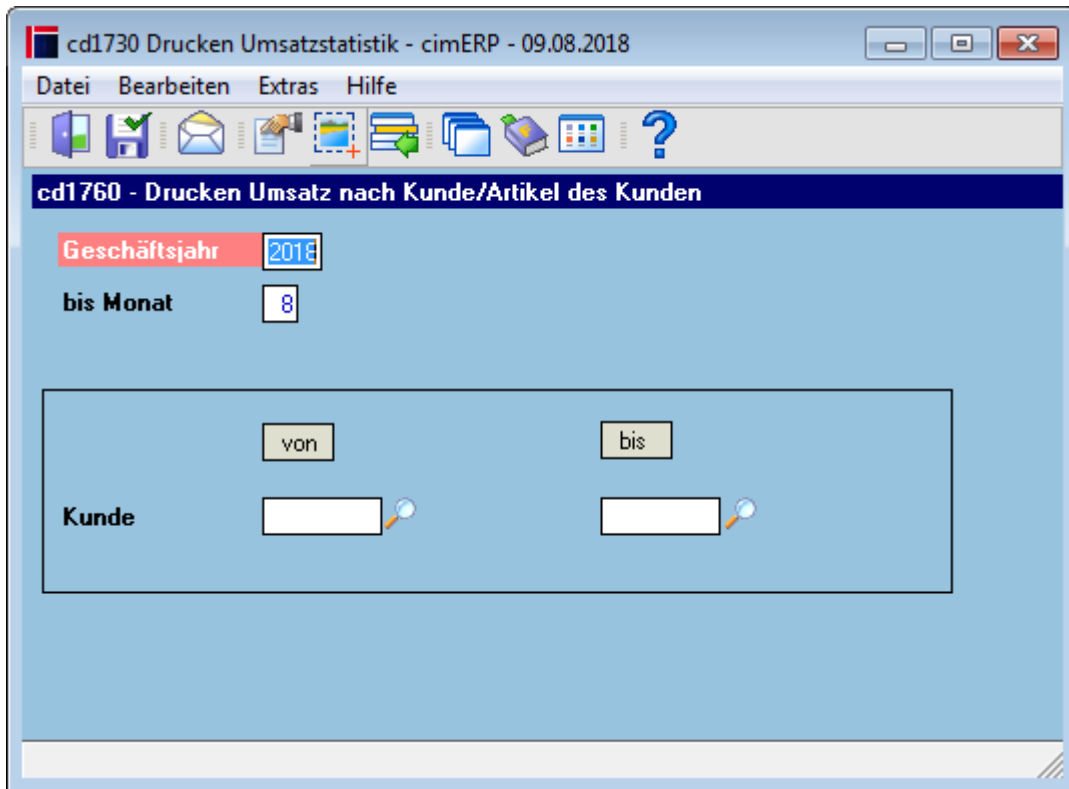 cd1730 Drucken Umsatzstatistik - cimERP - 09.08.2018
Datei Bearbeiten Extras Hilfe
cd1760 - Drucken Umsatz nach Kunde/Artikel des Kunden
Geschäftsjahr 2018
bis Monat 8
von bis
Kunde